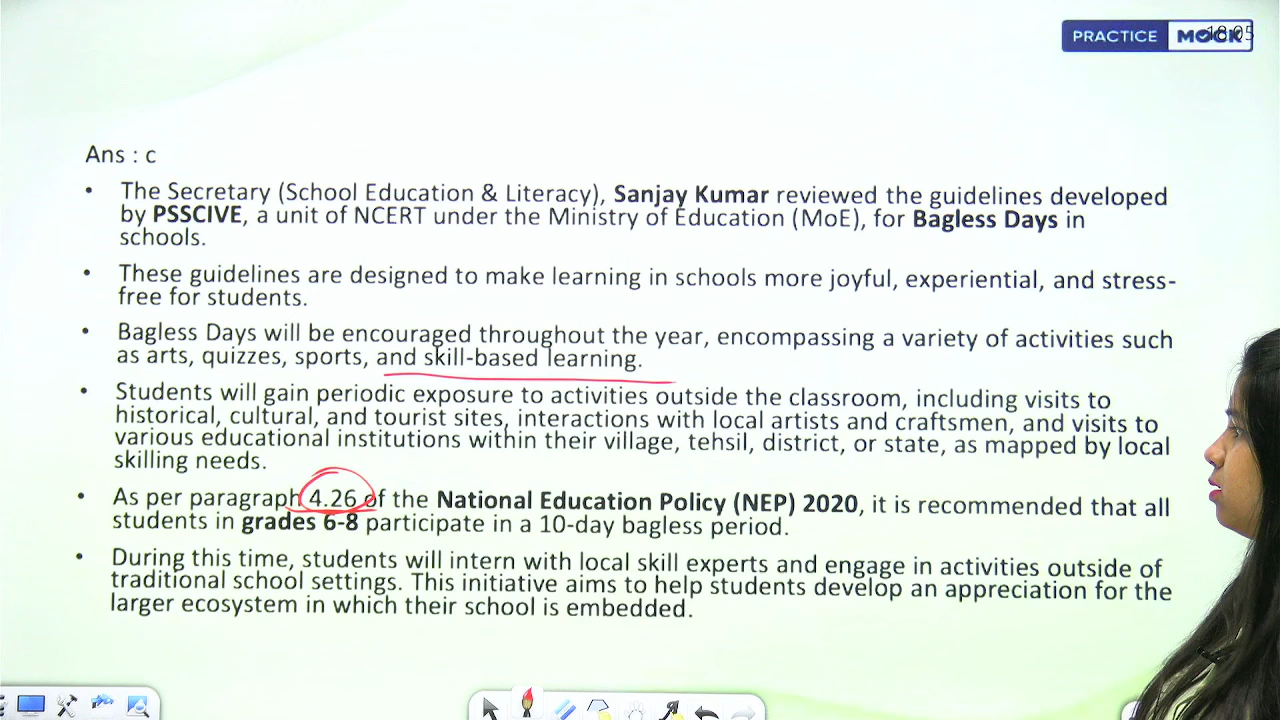 PRACTICE MOCK
18:05
Ans : c
• The Secretary (School Education & Literacy), Sanjay Kumar reviewed the guidelines developed
by PSSCIVE, a unit of NCERT under the Ministry of Education (MoE), for Bagless Days in
schools.
• These guidelines are designed to make learning in schools more joyful, experiential, and stress-
free for students.
• Bagless Days will be encouraged throughout the year, encompassing a variety of activities such
as arts, quizzes, sports, and skill-based learning.
• Students will gain periodic exposure to activities outside the classroom, including visits to
historical, cultural, and tourist sites, interactions with local artists and craftsmen, and visits to
various educational institutions within their village, tehsil, district, or state, as mapped by local
skilling needs.
• As per paragraph 4.26 of the National Education Policy (NEP) 2020, it is recommended that all
students in grades 6-8 participate in a 10-day bagless period.
• During this time, students will intern with local skill experts and engage in activities outside of
traditional school settings. This initiative aims to help students develop an appreciation for the
larger ecosystem in which their school is embedded.